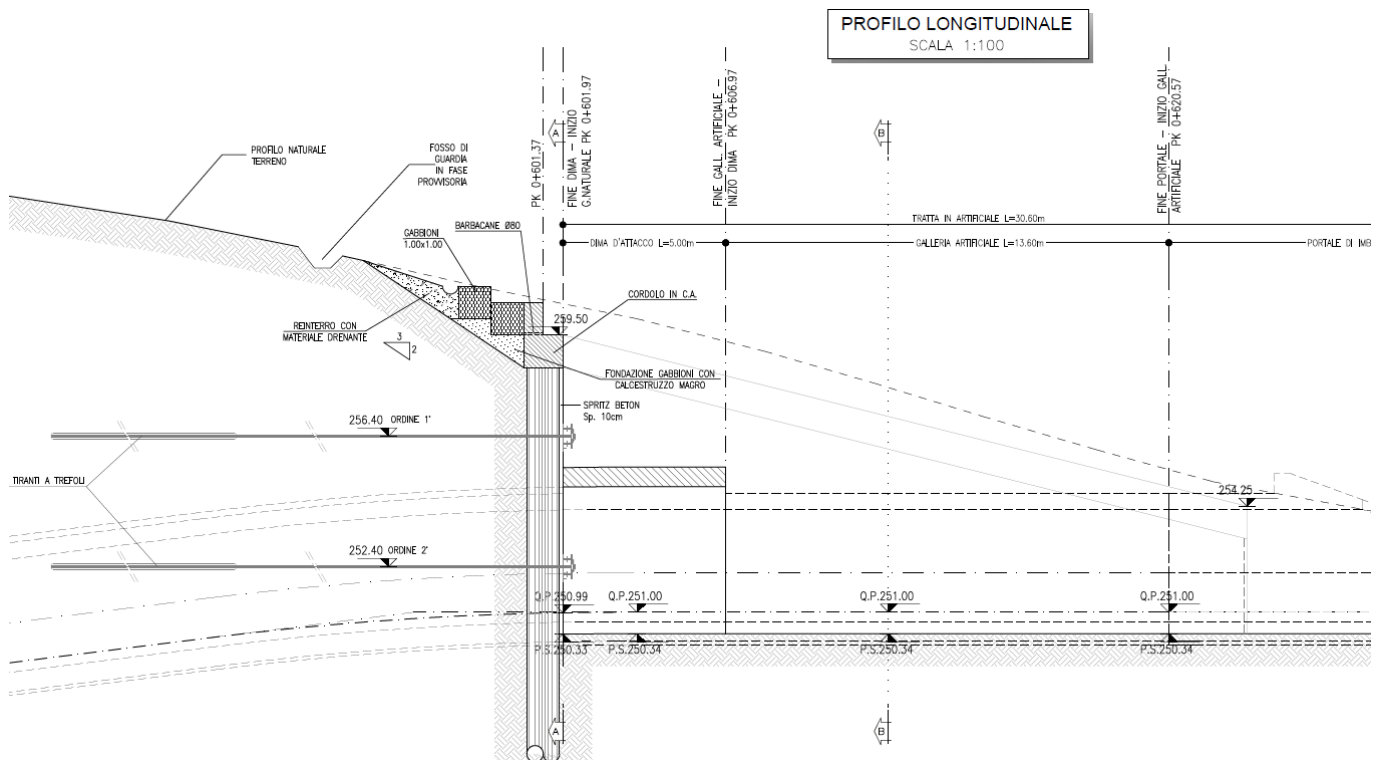 PROFILO LONGITUDINALE
SCALA 1:100
PK 0+601.37
FINE DIMA - INIZIO
G.NATURALE PK 0+601.97
FINE GALL. ARTIFICIALE -
INIZIO DIMA PK 0+606.97
FINE PORTALE - INIZIO GALL.
ARTIFICIALE PK 0+620.57
A
B
PROFILO NATURALE
TERRENO
FOSSO DI
GUARDIA
IN FASE
PROVVISORIA
GABBIONI
1.00x1.00
BARBACANE Ø80
TRATTA IN ARTIFICIALE L=30.60m
DIMA D'ATTACCO L=5.00m
GALLERIA ARTIFICIALE L=13.60m
PORTALE DI IMB
CORDOLO IN C.A.
259.50
REINTERRO CON
MATERIALE DRENANTE
3
2
FONDAZIONE GABBIONI CON
CALCESTRUZZO MAGRO
SPRITZ BETON
Sp. 10cm
256.40 ORDINE 1°
TIRANTI A TREFOLI
254.25
252.40 ORDINE 2°
Q.P.250.99
Q.P.251.00
Q.P.251.00
Q.P.251.00
P.S.250.33
P.S.250.34
P.S.250.34
P.S.250.34
A
B